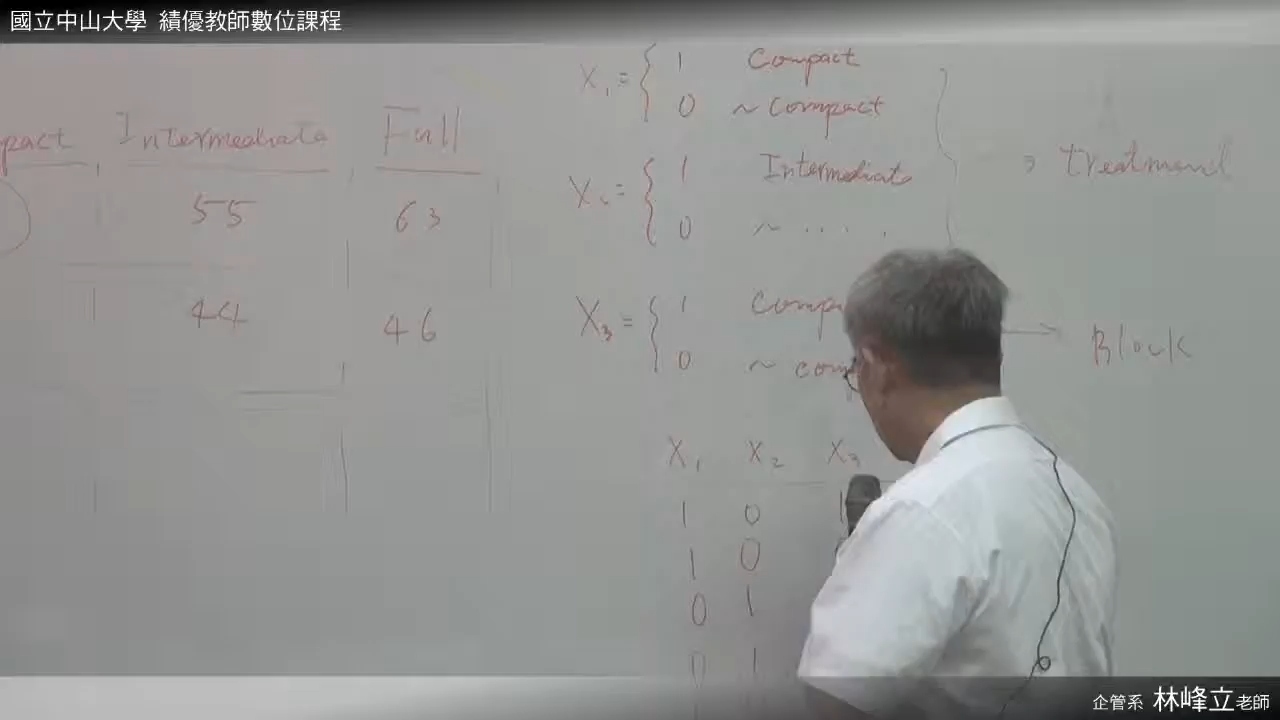 國立中山大學 績優教師數位課程
pact Intermediate Full
55 63
44 46
X₁ = { 1 Compact
0 ~ Compact
X₂ = { 1 Intermediate
0 ~ . . . .
treatment
X₃ = { 1 Comp
0 ~ com
Block
X₁ X₂ X₃
1 0 1
1 0
0 1
0 1
企管系 林峰立老師